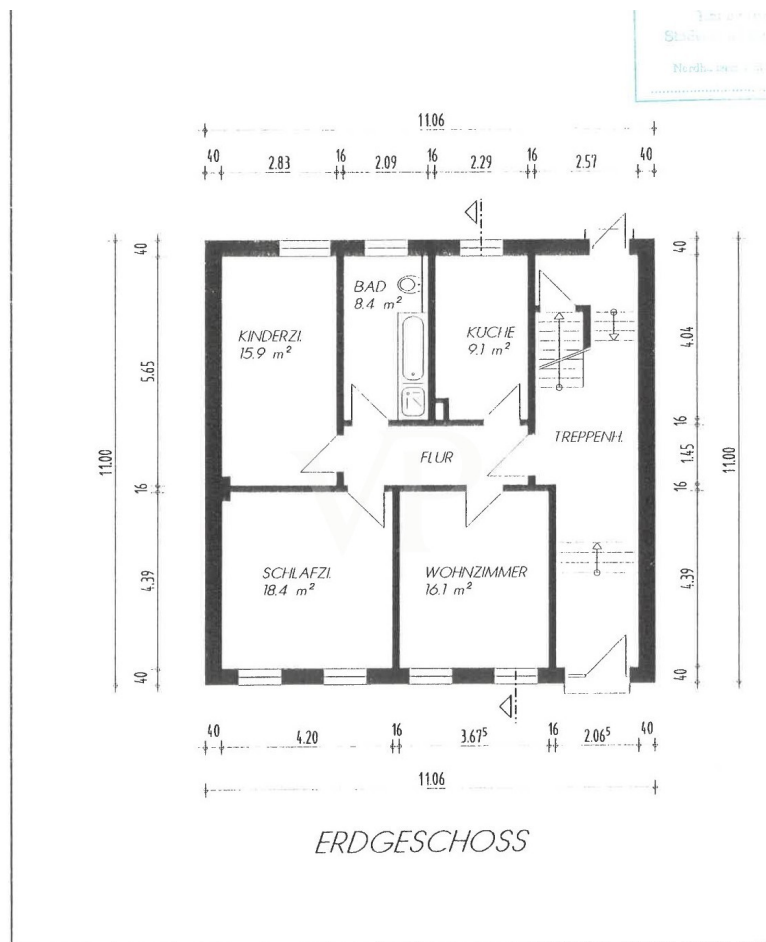 11.06
40 2.83 16 2.09 16 2.29 16 2.57 40
40
40
BAD
8.4 m²
KINDERZI.
15.9 m²
KUCHE
9.1 m²
5.65
4.04
16
FLUR
TREPPENH.
1.45
11.00
11.00
16
16
SCHLAFZI.
18.4 m²
WOHNZIMMER
16.1 m²
4.39
4.39
40
40
40 4.20 16 3.67⁵ 16 2.06⁵ 40
11.06
ERDGESCHOSS